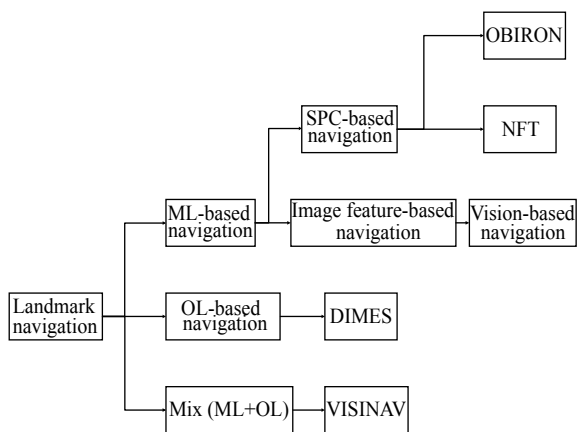 OBIRON
SPC-based
navigation
NFT
ML-based
navigation
Image feature-based
navigation
Vision-based
navigation
Landmark
navigation
OL-based
navigation
DIMES
Mix (ML+OL)
VISINAV